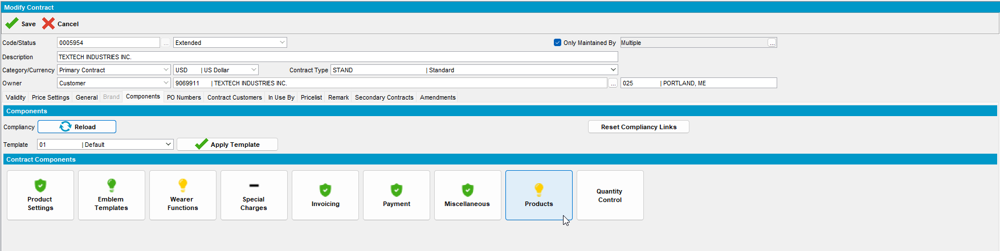 Modify Contract
Save Cancel
Code/Status 0005954 ... Extended Only Maintained By Multiple ...
Description TEXTECH INDUSTRIES INC.
Category/Currency Primary Contract USD | US Dollar Contract Type STAND | Standard
Owner Customer 9069911 | TEXTECH INDUSTRIES INC. ... 025 | PORTLAND, ME
Validity Price Settings General Brand Components PO Numbers Contract Customers In Use By Pricelist Remark Secondary Contracts Amendments
Components
Compliancy Reload Reset Compliancy Links
Template 01 | Default Apply Template
Contract Components
Product
Settings
Emblem
Templates
Wearer
Functions
Special
Charges
Invoicing
Payment
Miscellaneous
Products
Quantity
Control